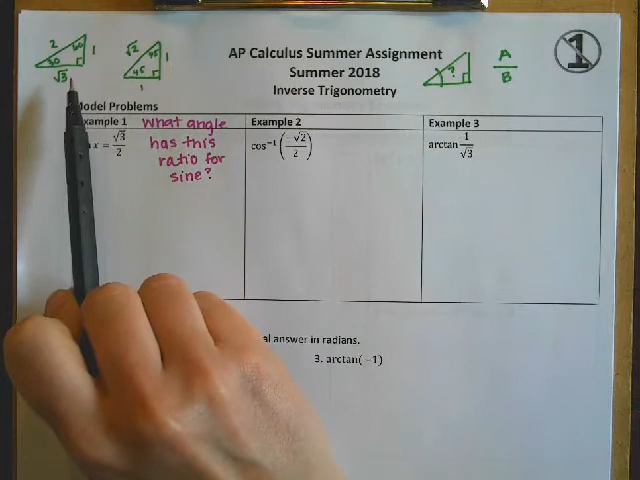 2 60 1
30
√3
√2 45 1
45
1
AP Calculus Summer Assignment
Summer 2018
Inverse Trigonometry
?
A
B
1
Model Problems
Example 1
What angle
has this
ratio for
sine?
x = √3/2
Example 2
cos⁻¹ (−√2/2)
Example 3
arctan 1/√3
answer in radians.
3. arctan(−1)